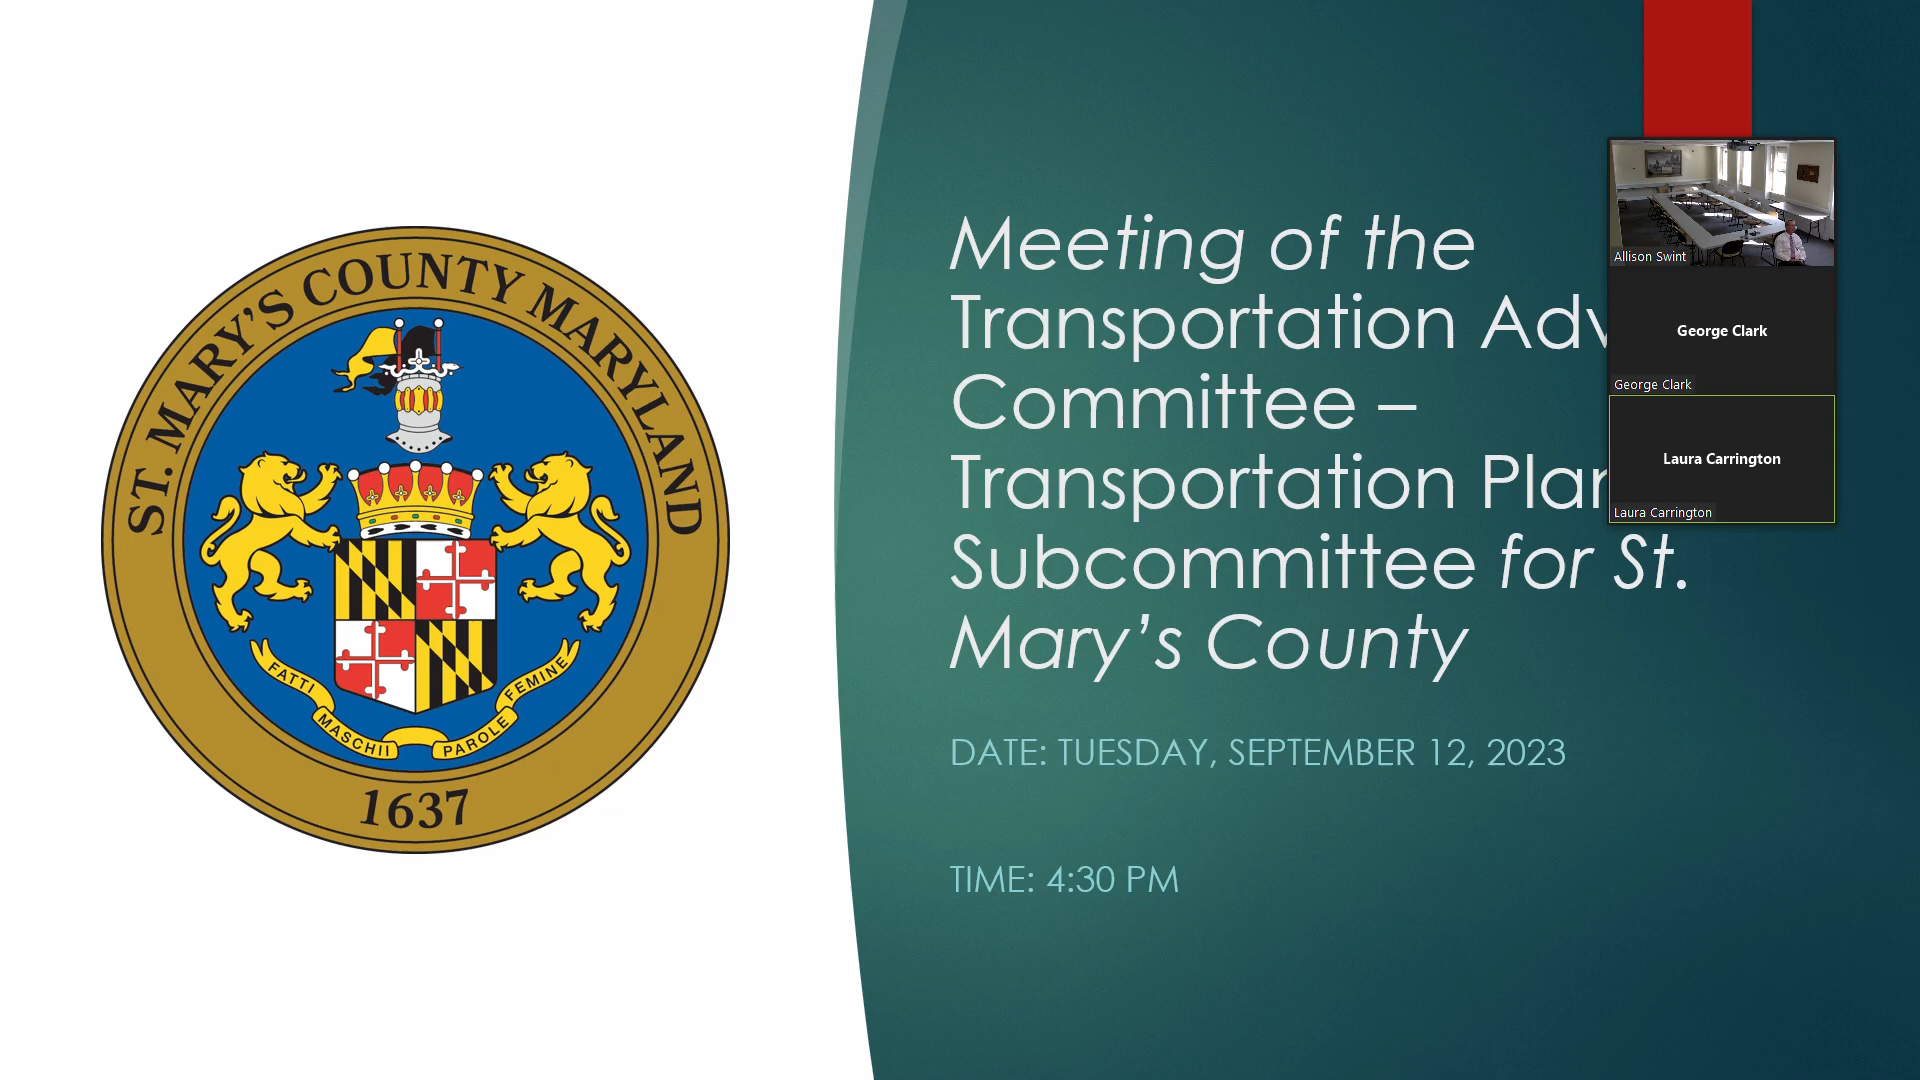 ST. MARY'S COUNTY MARYLAND
FATTI MASCHII PAROLE FEMINE
1637
Meeting of the
Transportation Adv
Committee –
Transportation Plan
Subcommittee for St.
Mary's County
DATE: TUESDAY, SEPTEMBER 12, 2023
TIME: 4:30 PM
Allison Swint
George Clark
George Clark
Laura Carrington
Laura Carrington